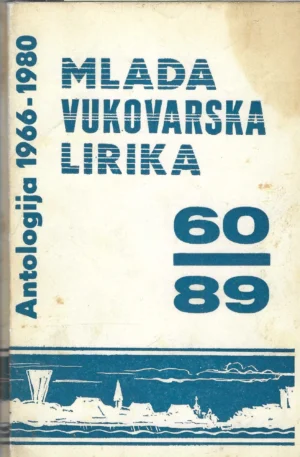 Antologija 1966-1980
MLADA
VUKOVARSKA
LIRIKA
60
89